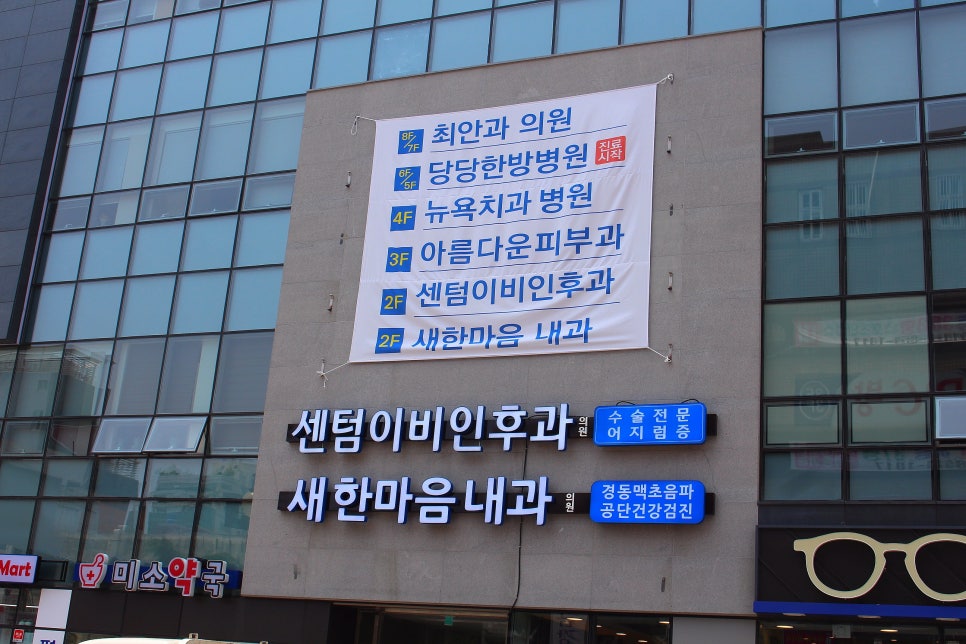 8F/7F 최안과 의원
6F/5F 당당한방병원 진료시작
4F 뉴욕치과 병원
3F 아름다운피부과
2F 센텀이비인후과
2F 새한마음 내과
센텀이비인후과 의원
수술전문
어지럼증
새한마음내과 의원
경동맥초음파
공단건강검진
Mart
미소약국